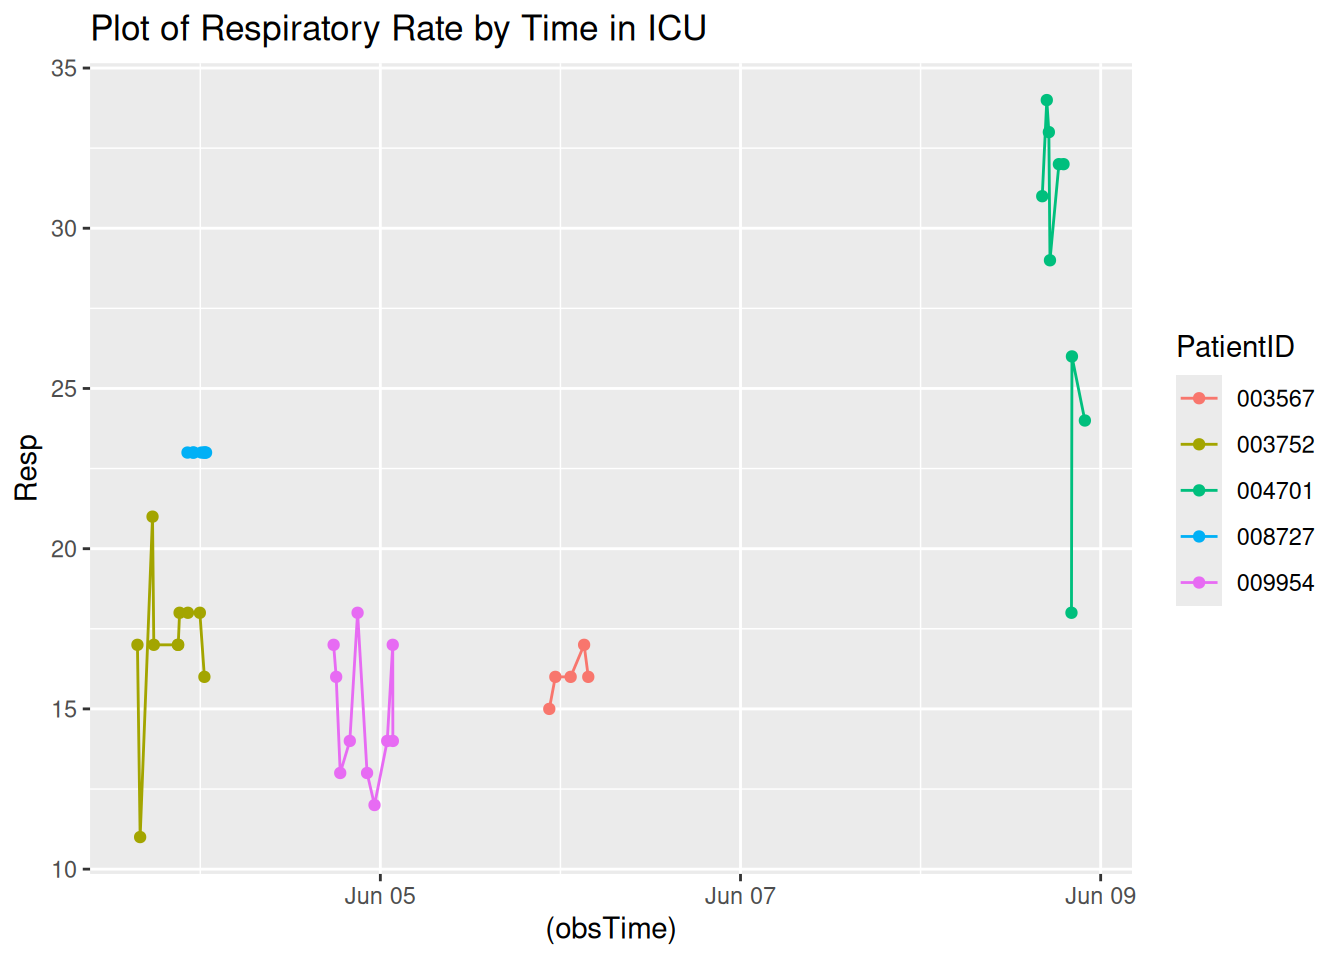 Plot of Respiratory Rate by Time in ICU
35
30
25
20
15
10
Resp
Jun 05
Jun 07
Jun 09
(obsTime)
PatientID
003567
003752
004701
008727
009954